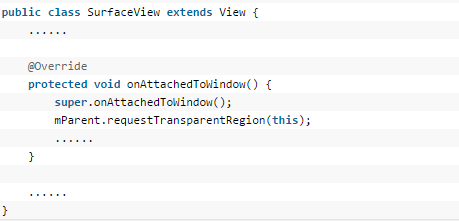 public class SurfaceView extends View {
    ......

    @Override
    protected void onAttachedToWindow() {
        super.onAttachedToWindow();
        mParent.requestTransparentRegion(this);
        ......
    }

    ......
}